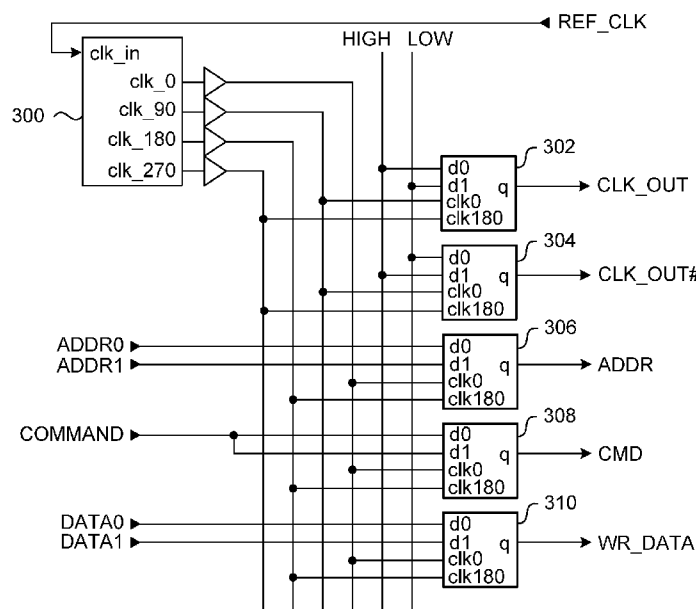 REF_CLK
HIGH LOW
clk_in
clk_0
clk_90
clk_180
clk_270
300
302
d0
d1
clk0
clk180
q
CLK_OUT
304
d0
d1
clk0
clk180
q
CLK_OUT#
306
ADDR0
ADDR1
d0
d1
clk0
clk180
q
ADDR
308
COMMAND
d0
d1
clk0
clk180
q
CMD
310
DATA0
DATA1
d0
d1
clk0
clk180
q
WR_DATA